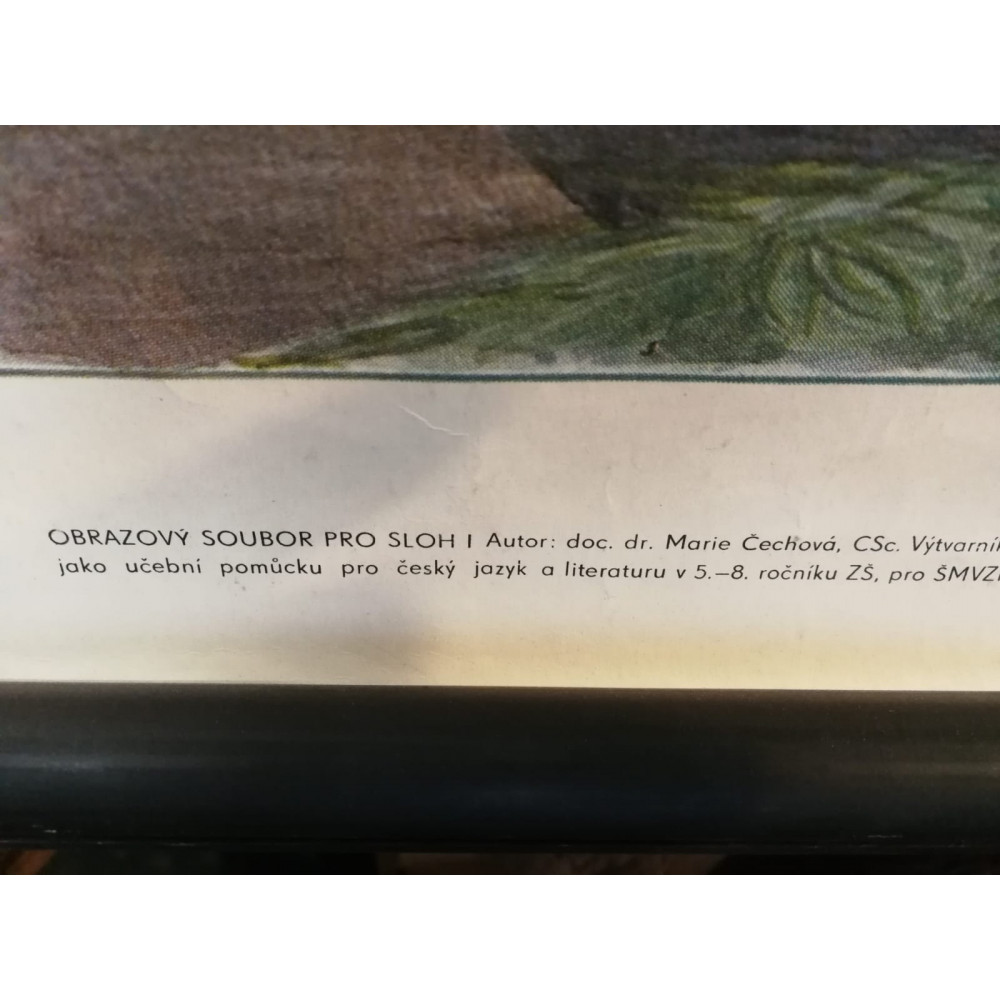 OBRAZOVÝ SOUBOR PRO SLOH I Autor: doc. dr. Marie Čechová, CSc. Výtvarní
jako učební pomůcku pro český jazyk a literaturu v 5.–8. ročníku ZŠ, pro ŠMVZ